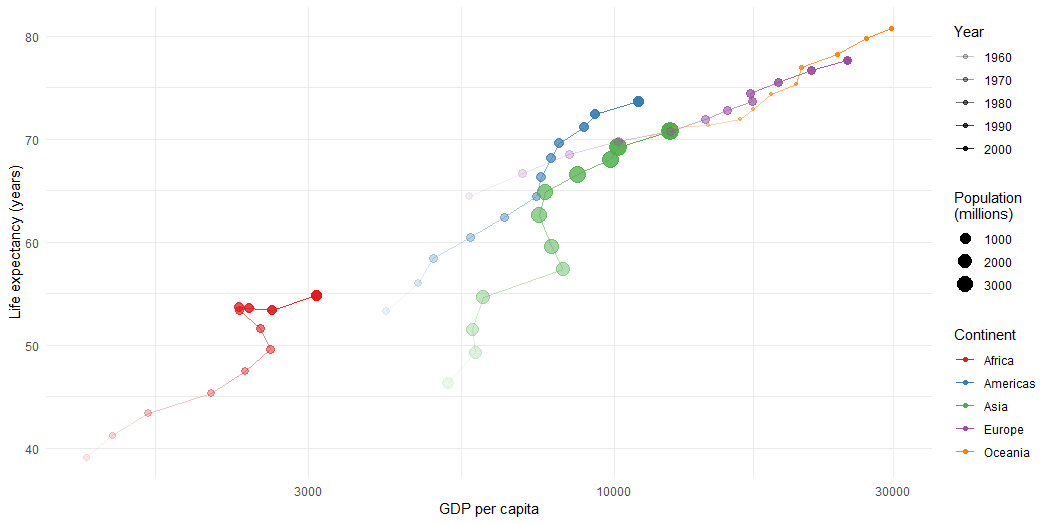 80
70
60
50
40
Life expectancy (years)
3000
10000
30000
GDP per capita
Year
1960
1970
1980
1990
2000
Population
(millions)
1000
2000
3000
Continent
Africa
Americas
Asia
Europe
Oceania